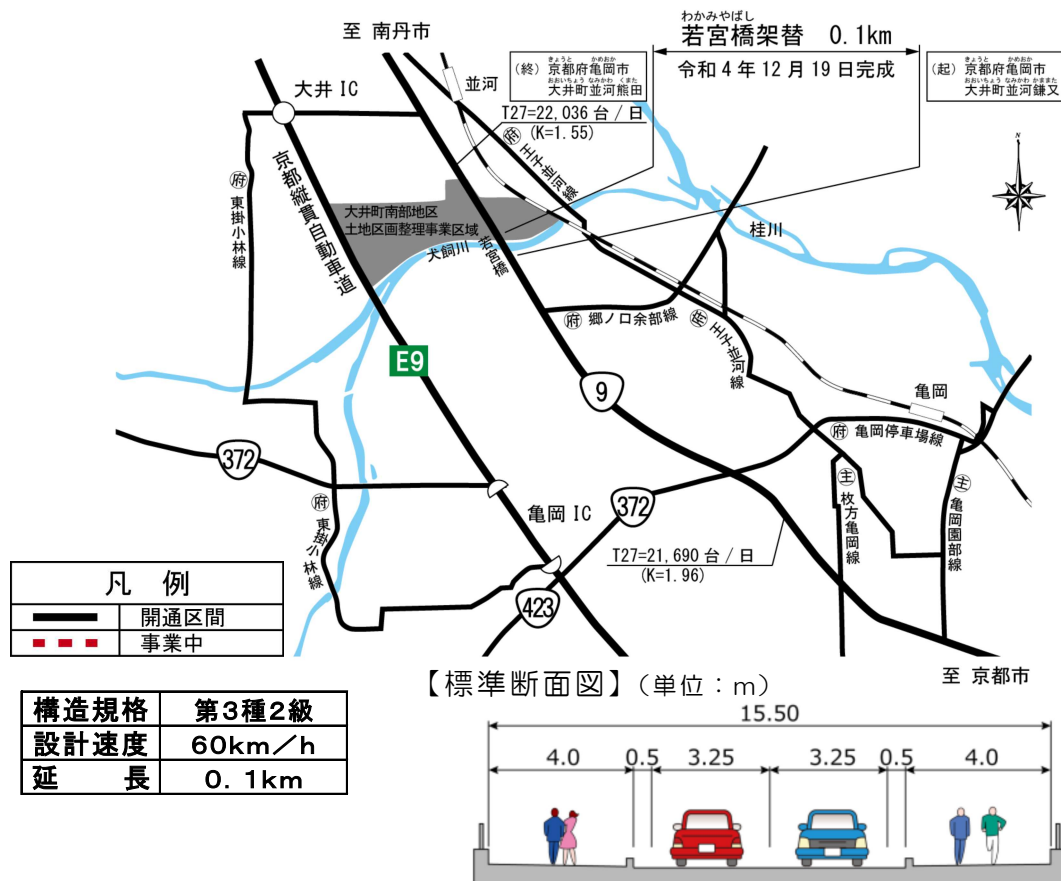 至 南丹市
わかみやばし
若宮橋架替 0.1km
令和4年12月19日完成
(終)
きょうと かめおか
京都府亀岡市
おおいちょう なみかわ くまた
大井町並河熊田
(起)
きょうと かめおか
京都府亀岡市
おおいちょう なみかわ かままた
大井町並河鎌又
並河
大井 IC
T27=22,036 台 / 日
(K=1.55)
府 王子並河線
N
京都縦貫自動車道
府 東掛小林線
大井町南部地区
土地区画整理事業区域
犬飼川
若宮橋
桂川
府 郷ノ口余部線
府 王子並河線
E9
9
亀岡
府 亀岡停車場線
372
府 東掛小林線
亀岡 IC
372
主 枚方亀岡線
主 亀岡園部線
T27=21,690 台 / 日
(K=1.96)
423
凡 例
開通区間
事業中
至 京都市
構造規格 第3種2級
設計速度 60km/h
延 長 0.1km
【標準断面図】(単位:m)
15.50
4.0 0.5 3.25 3.25 0.5 4.0